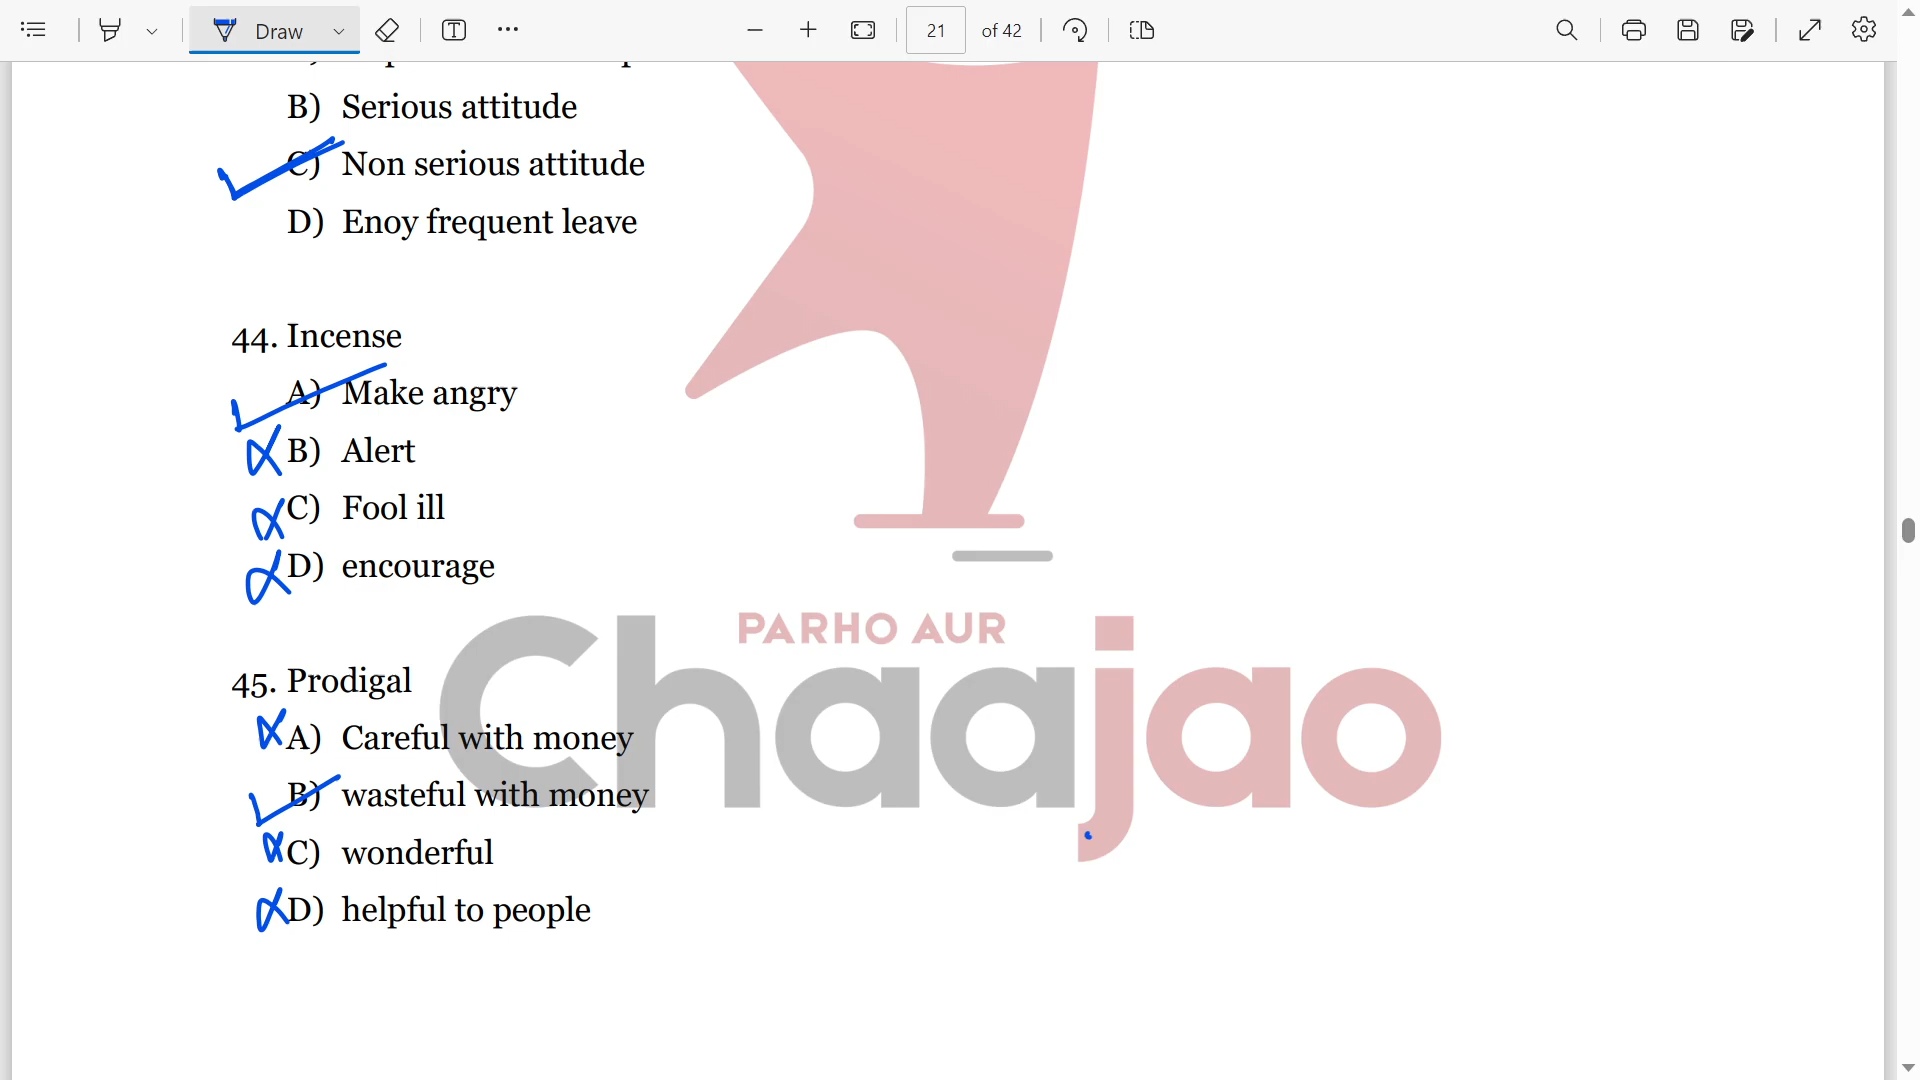 Draw
21 of 42
B) Serious attitude
C) Non serious attitude
D) Enoy frequent leave
44. Incense
A) Make angry
B) Alert
C) Fool ill
D) encourage
PARHO AUR
Chaajao
45. Prodigal
A) Careful with money
B) wasteful with money
C) wonderful
D) helpful to people